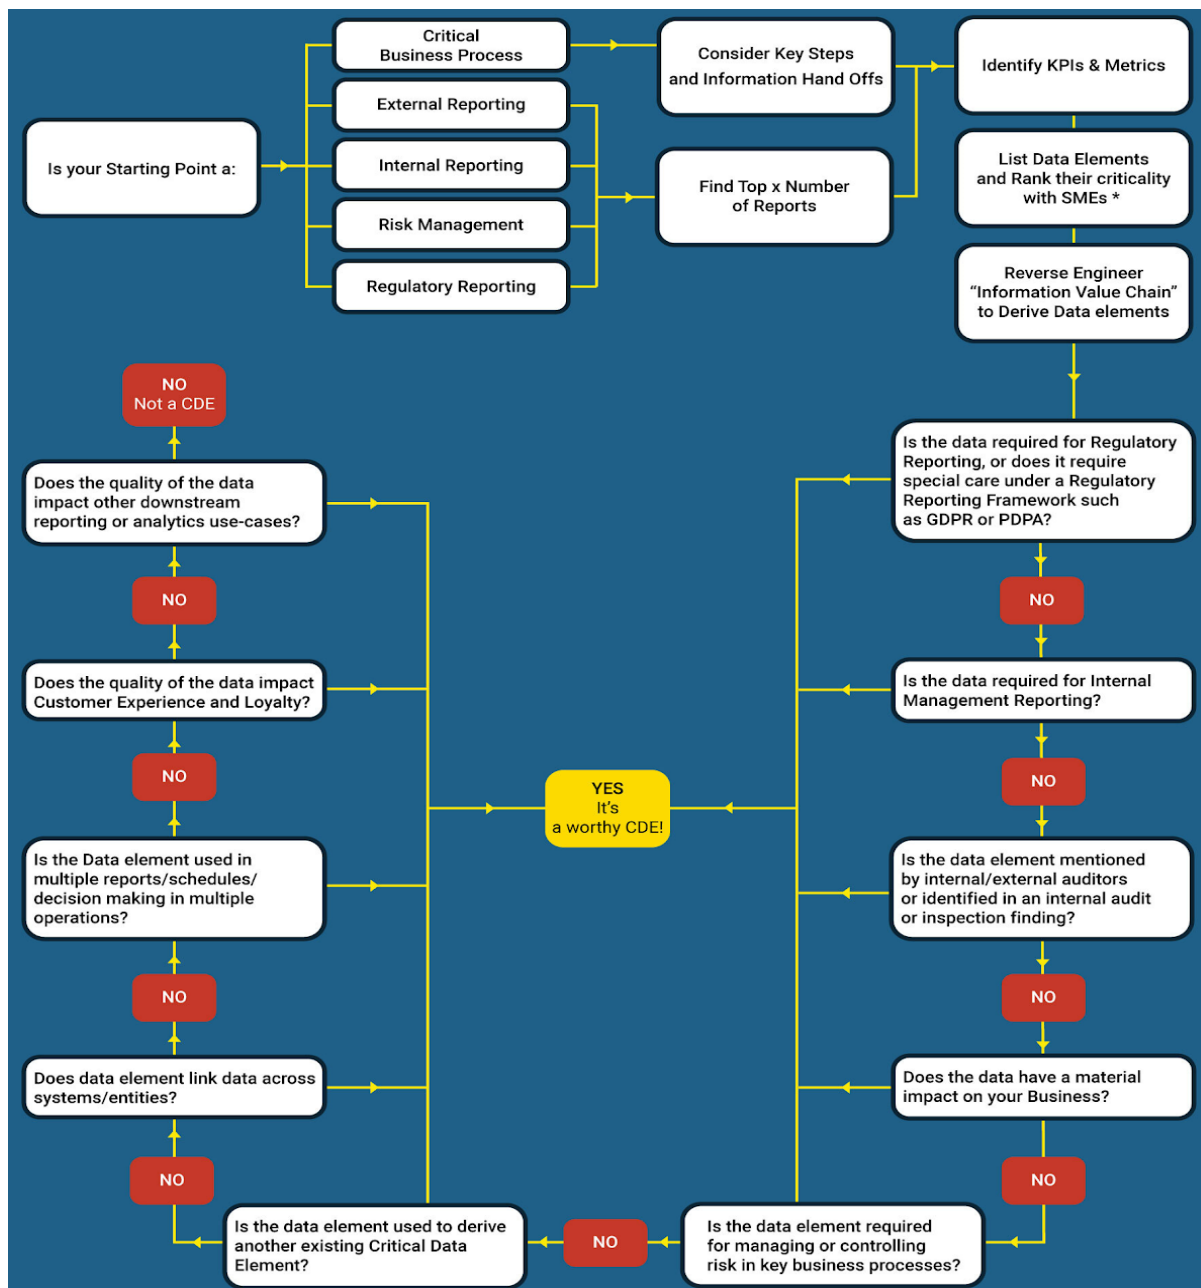 Is your Starting Point a:
Critical
Business Process
External Reporting
Internal Reporting
Risk Management
Regulatory Reporting
Consider Key Steps
and Information Hand Offs
Find Top x Number
of Reports
Identify KPIs & Metrics
List Data Elements
and Rank their criticality
with SMEs *
Reverse Engineer
“Information Value Chain”
to Derive Data elements
Is the data required for Regulatory
Reporting, or does it require
special care under a Regulatory
Reporting Framework such
as GDPR or PDPA?
NO
Is the data required for Internal
Management Reporting?
NO
Is the data element mentioned
by internal/external auditors
or identified in an internal audit
or inspection finding?
NO
Does the data have a material
impact on your Business?
NO
Is the data element required
for managing or controlling
risk in key business processes?
NO
Is the data element used to derive
another existing Critical Data
Element?
NO
Does data element link data across
systems/entities?
NO
Is the Data element used in
multiple reports/schedules/
decision making in multiple
operations?
NO
Does the quality of the data impact
Customer Experience and Loyalty?
NO
Does the quality of the data
impact other downstream
reporting or analytics use-cases?
NO
Not a CDE
YES
It's
a worthy CDE!